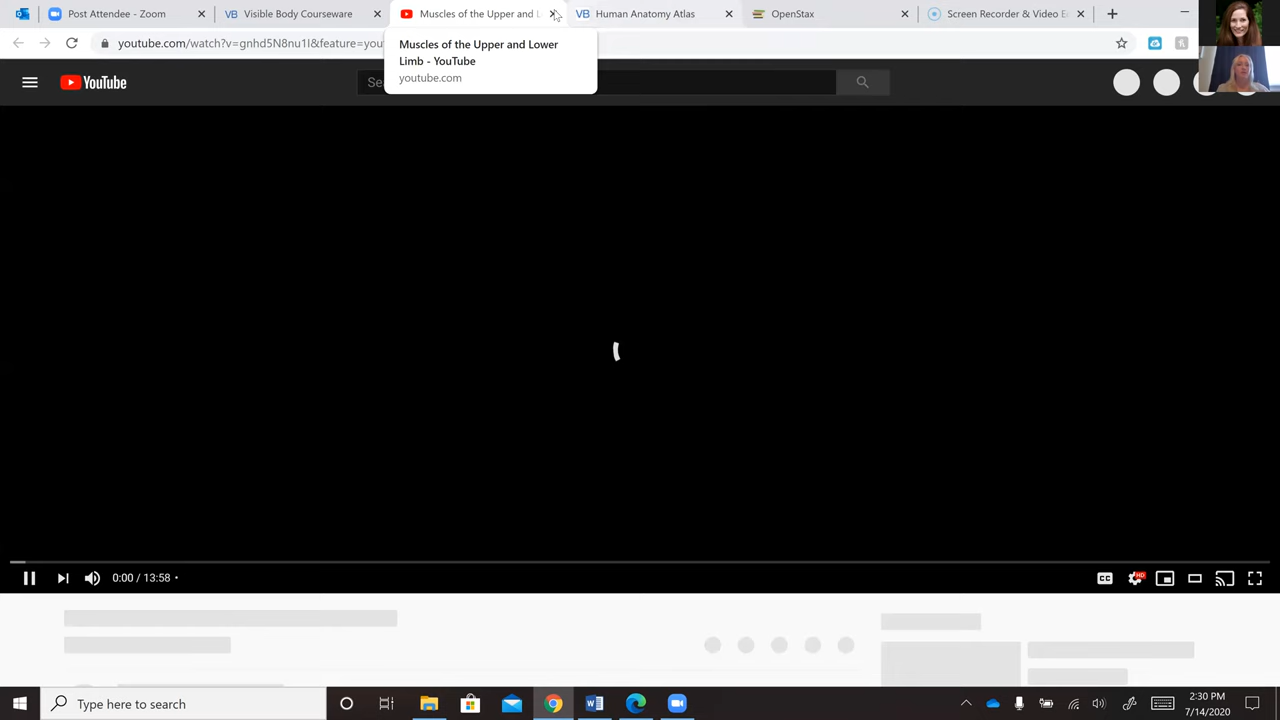 Post Attendee - Zoom
Visible Body Courseware
Muscles of the Upper and L
Human Anatomy Atlas
OpenStax
Screen Recorder & Video E
youtube.com/watch?v=gnhd5N8nu1I&feature=you
Muscles of the Upper and Lower
Limb - YouTube
youtube.com
YouTube
Se
0:00 / 13:58 •
HD
Type here to search
2:30 PM
7/14/2020